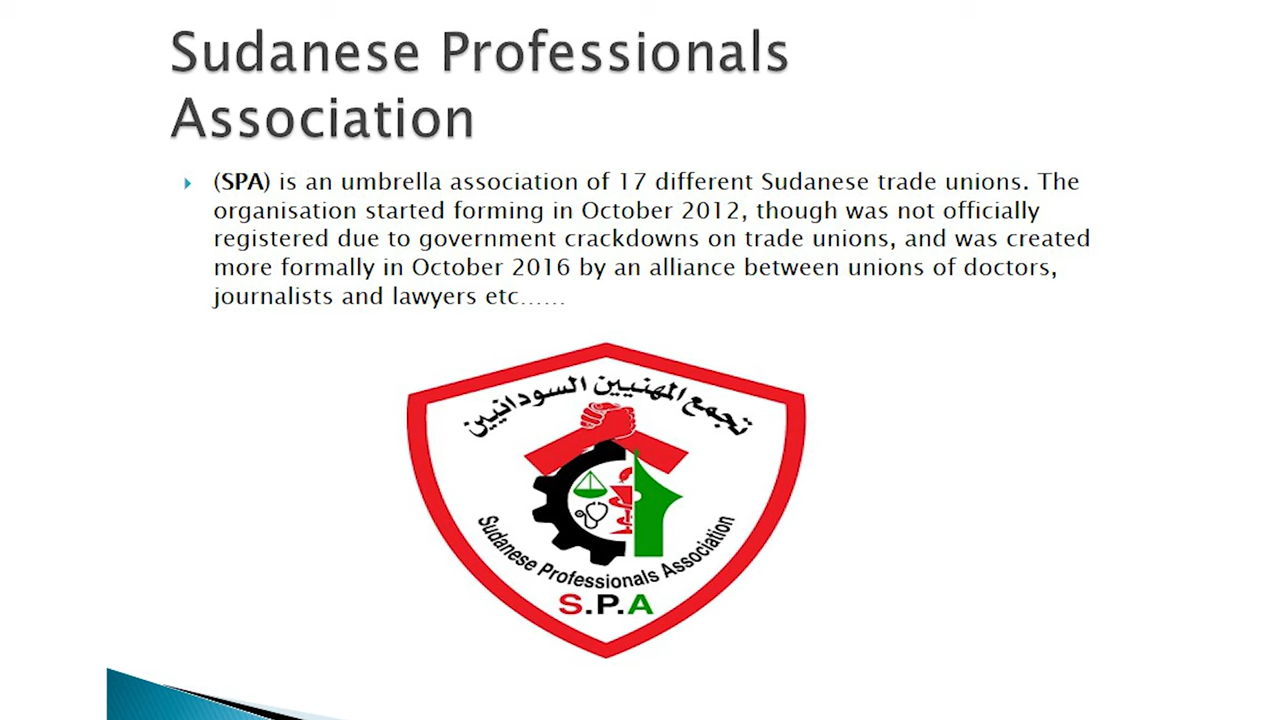 Sudanese Professionals
Association
(SPA) is an umbrella association of 17 different Sudanese trade unions. The
organisation started forming in October 2012, though was not officially
registered due to government crackdowns on trade unions, and was created
more formally in October 2016 by an alliance between unions of doctors,
journalists and lawyers etc......
تجمع المهنيين السودانيين
Sudanese Professionals Association
S.P.A